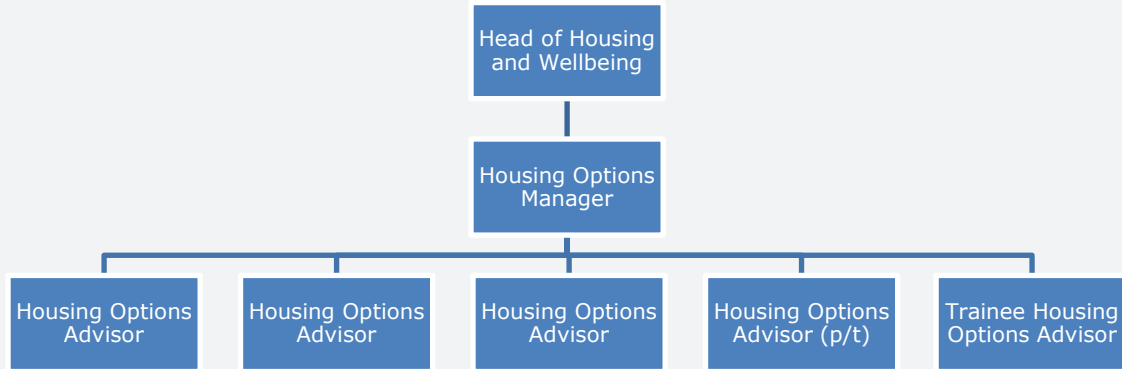 Head of Housing
and Wellbeing
Housing Options
Manager
Housing Options
Advisor
Housing Options
Advisor
Housing Options
Advisor
Housing Options
Advisor (p/t)
Trainee Housing
Options Advisor